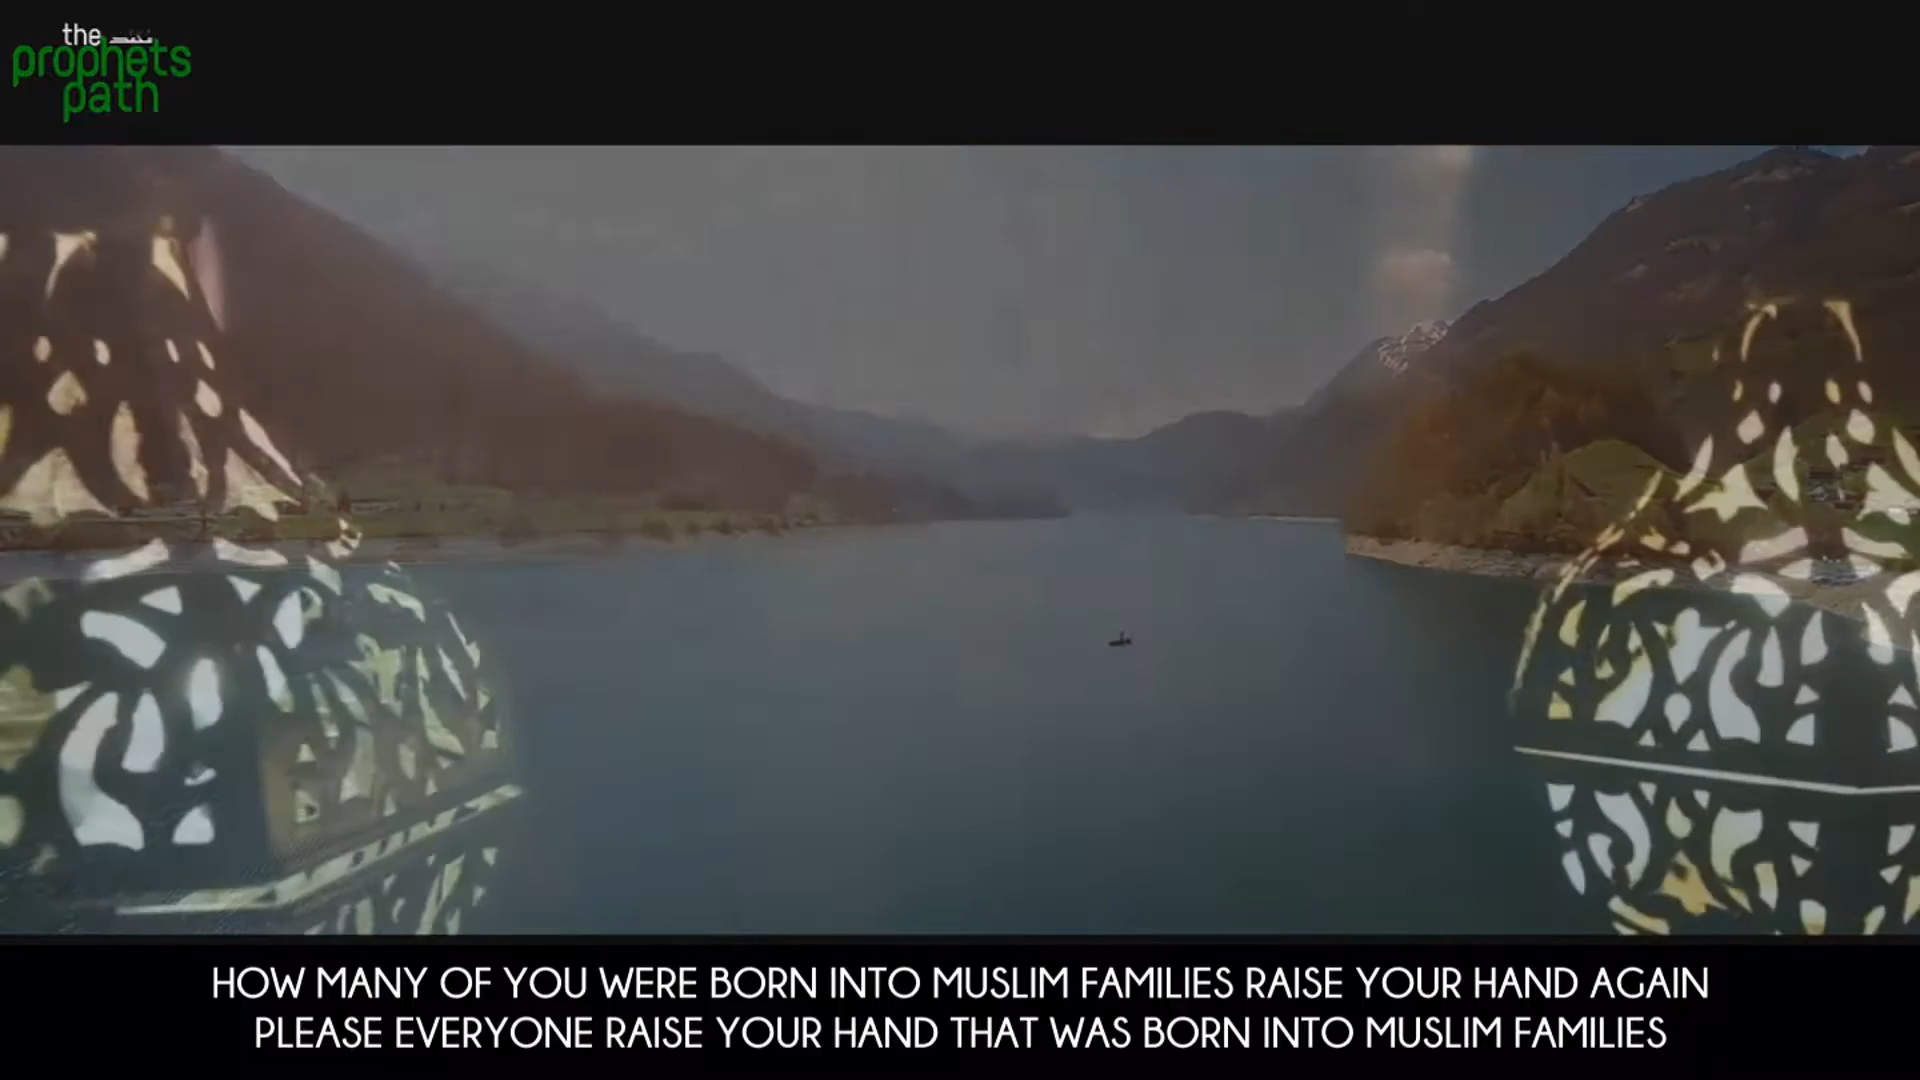 the
prophets
path
HOW MANY OF YOU WERE BORN INTO MUSLIM FAMILIES RAISE YOUR HAND AGAIN
PLEASE EVERYONE RAISE YOUR HAND THAT WAS BORN INTO MUSLIM FAMILIES